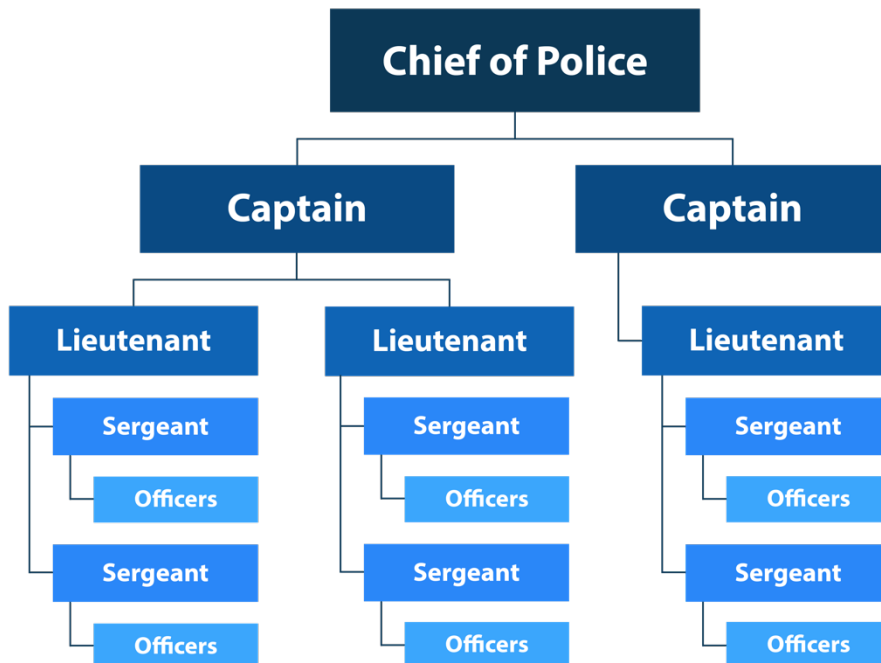 Chief of Police
Captain
Captain
Lieutenant
Lieutenant
Lieutenant
Sergeant
Sergeant
Sergeant
Officers
Officers
Officers
Sergeant
Sergeant
Sergeant
Officers
Officers
Officers